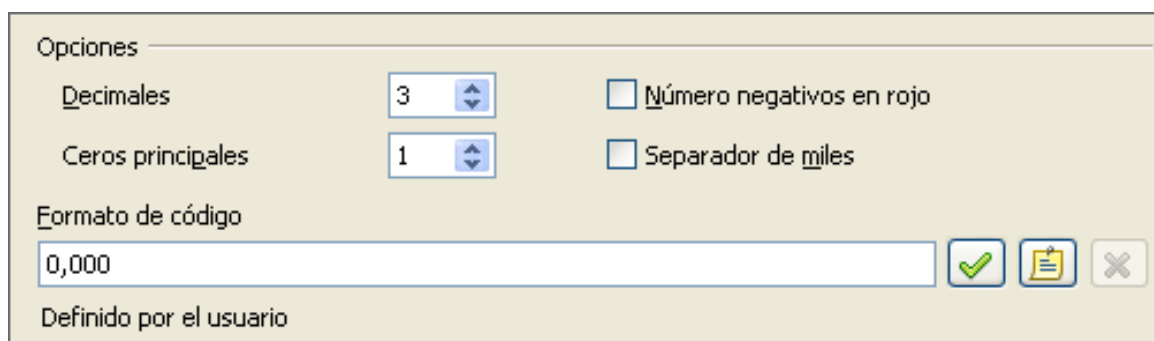 Opciones
Decimales 3 Número negativos en rojo
Ceros principales 1 Separador de miles
Formato de código
0,000
Definido por el usuario